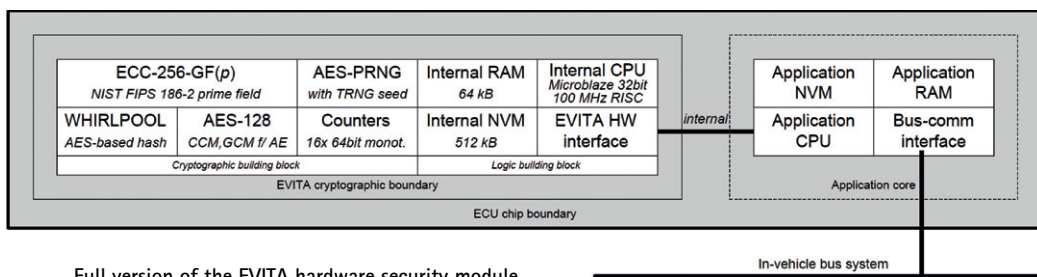 ECC-256-GF(p)
NIST FIPS 186-2 prime field
AES-PRNG
with TRNG seed
Internal RAM
64 kB
Internal CPU
Microblaze 32bit
100 MHz RISC
WHIRLPOOL
AES-based hash
AES-128
CCM,GCM f/ AE
Counters
16x 64bit monot.
Internal NVM
512 kB
EVITA HW
interface
Cryptographic building block
Logic building block
EVITA cryptographic boundary
internal
Application
NVM
Application
RAM
Application
CPU
Bus-comm
interface
Application core
ECU chip boundary
In-vehicle bus system
Full version of the EVITA hardware security module